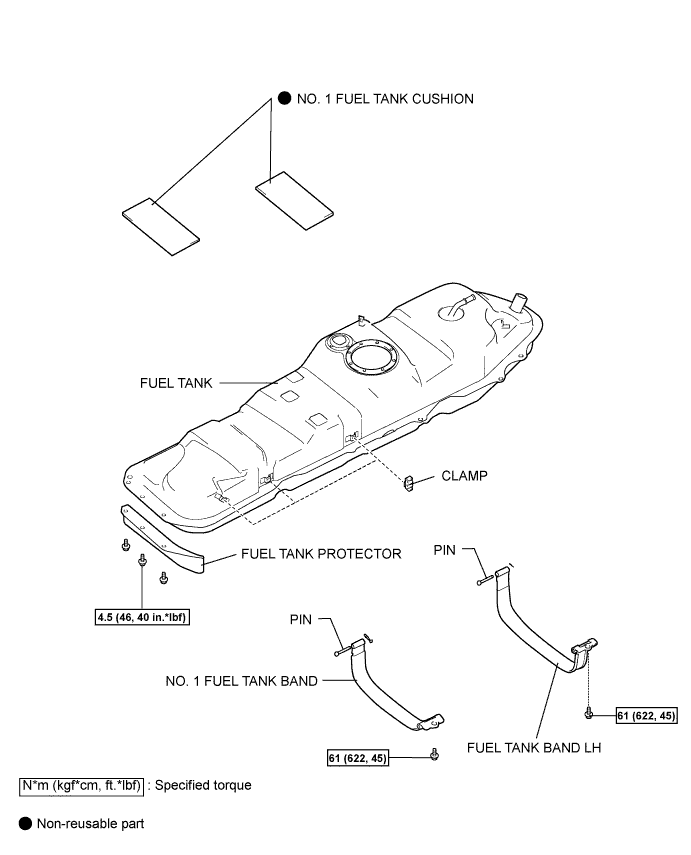 NO. 1 FUEL TANK CUSHION
FUEL TANK
CLAMP
FUEL TANK PROTECTOR
PIN
4.5 (46, 40 in.*lbf)
PIN
NO. 1 FUEL TANK BAND
61 (622, 45)
FUEL TANK BAND LH
61 (622, 45)
N*m (kgf*cm, ft.*lbf) : Specified torque
Non-reusable part